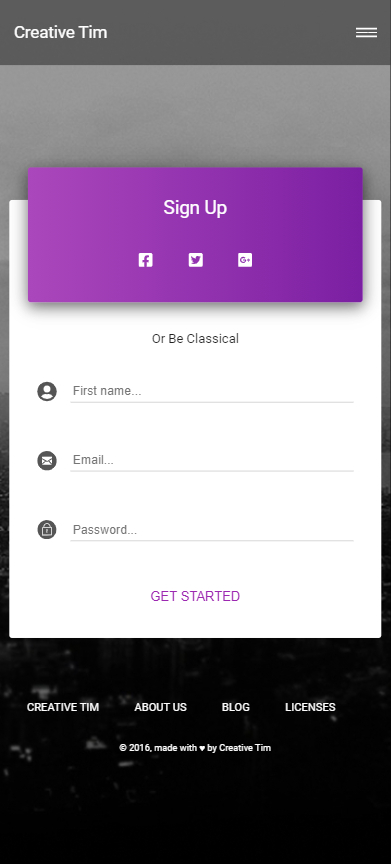 Creative Tim
Sign Up
Or Be Classical
First name...
Email...
Password...
GET STARTED
CREATIVE TIM ABOUT US BLOG LICENSES
© 2016, made with ♥ by Creative Tim